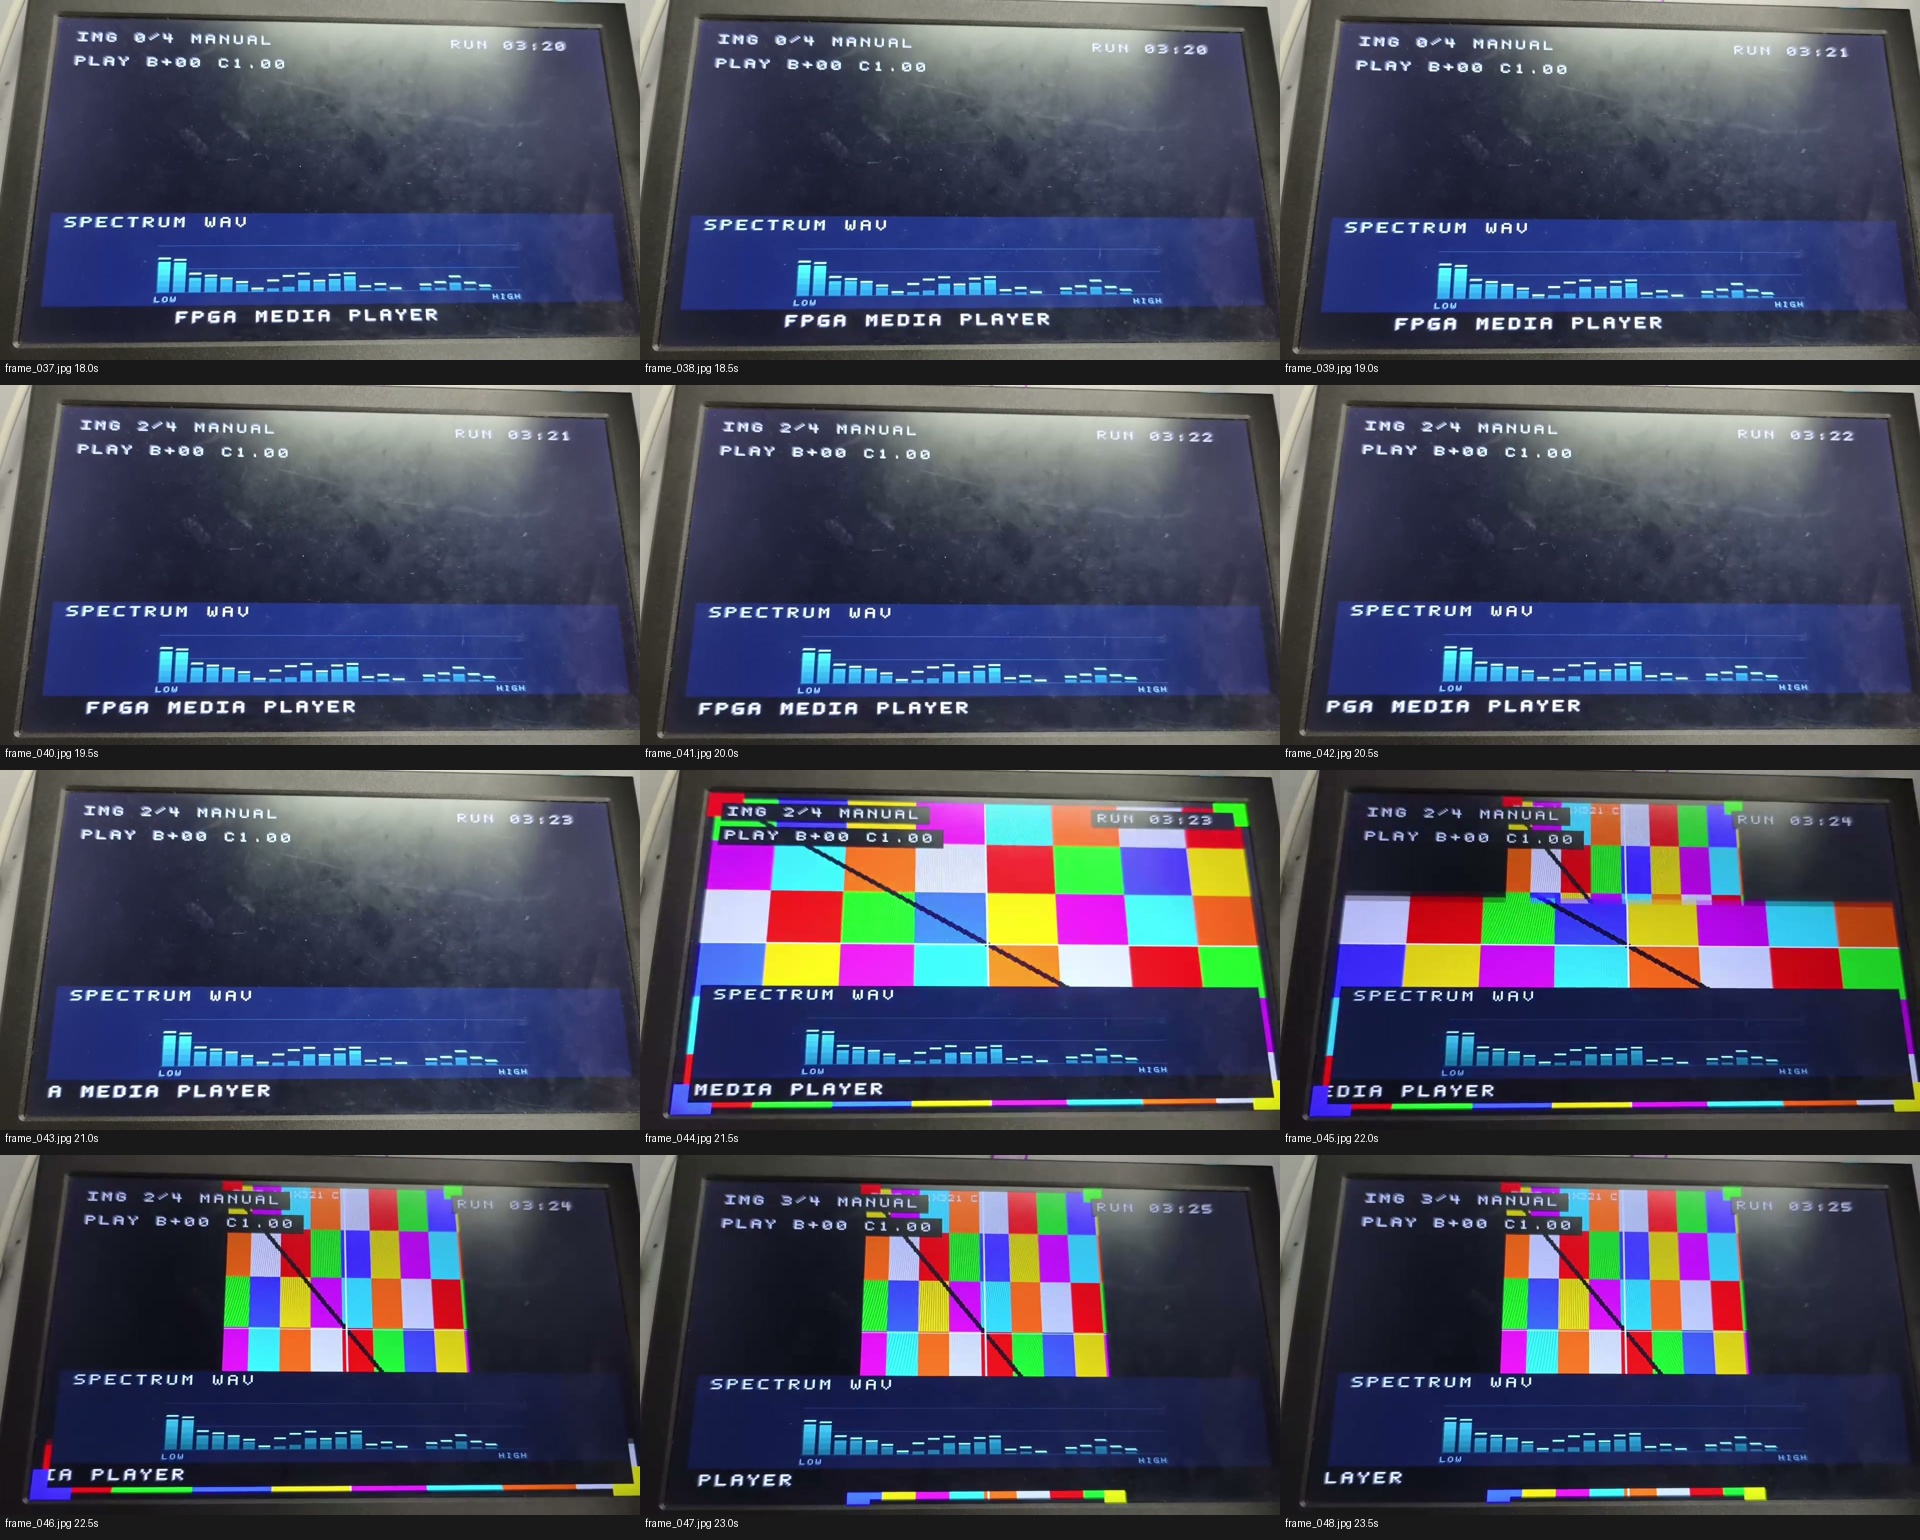 IMG 0/4 MANUAL
RUN 03:20
PLAY B+00 C1.00
SPECTRUM WAV
LOW
HIGH
FPGA MEDIA PLAYER
frame_037.jpg 18.0s
IMG 0/4 MANUAL
RUN 03:20
PLAY B+00 C1.00
SPECTRUM WAV
LOW
HIGH
FPGA MEDIA PLAYER
frame_038.jpg 18.5s
IMG 0/4 MANUAL
RUN 03:21
PLAY B+00 C1.00
SPECTRUM WAV
LOW
HIGH
FPGA MEDIA PLAYER
frame_039.jpg 19.0s
IMG 2/4 MANUAL
RUN 03:21
PLAY B+00 C1.00
SPECTRUM WAV
LOW
HIGH
FPGA MEDIA PLAYER
frame_040.jpg 19.5s
IMG 2/4 MANUAL
RUN 03:22
PLAY B+00 C1.00
SPECTRUM WAV
LOW
HIGH
FPGA MEDIA PLAYER
frame_041.jpg 20.0s
IMG 2/4 MANUAL
RUN 03:22
PLAY B+00 C1.00
SPECTRUM WAV
LOW
HIGH
PGA MEDIA PLAYER
frame_042.jpg 20.5s
IMG 2/4 MANUAL
RUN 03:23
PLAY B+00 C1.00
SPECTRUM WAV
LOW
HIGH
A MEDIA PLAYER
frame_043.jpg 21.0s
IMG 2/4 MANUAL
RUN 03:23
PLAY B+00 C1.00
SPECTRUM WAV
LOW
HIGH
MEDIA PLAYER
frame_044.jpg 21.5s
IMG 2/4 MANUAL
RUN 03:24
PLAY B+00 C1.00
SPECTRUM WAV
LOW
HIGH
EDIA PLAYER
frame_045.jpg 22.0s
IMG 2/4 MANUAL
RUN 03:24
PLAY B+00 C1.00
SPECTRUM WAV
LOW
HIGH
IA PLAYER
frame_046.jpg 22.5s
IMG 3/4 MANUAL
RUN 03:25
PLAY B+00 C1.00
SPECTRUM WAV
LOW
HIGH
PLAYER
frame_047.jpg 23.0s
IMG 3/4 MANUAL
RUN 03:25
PLAY B+00 C1.00
SPECTRUM WAV
LOW
HIGH
LAYER
frame_048.jpg 23.5s